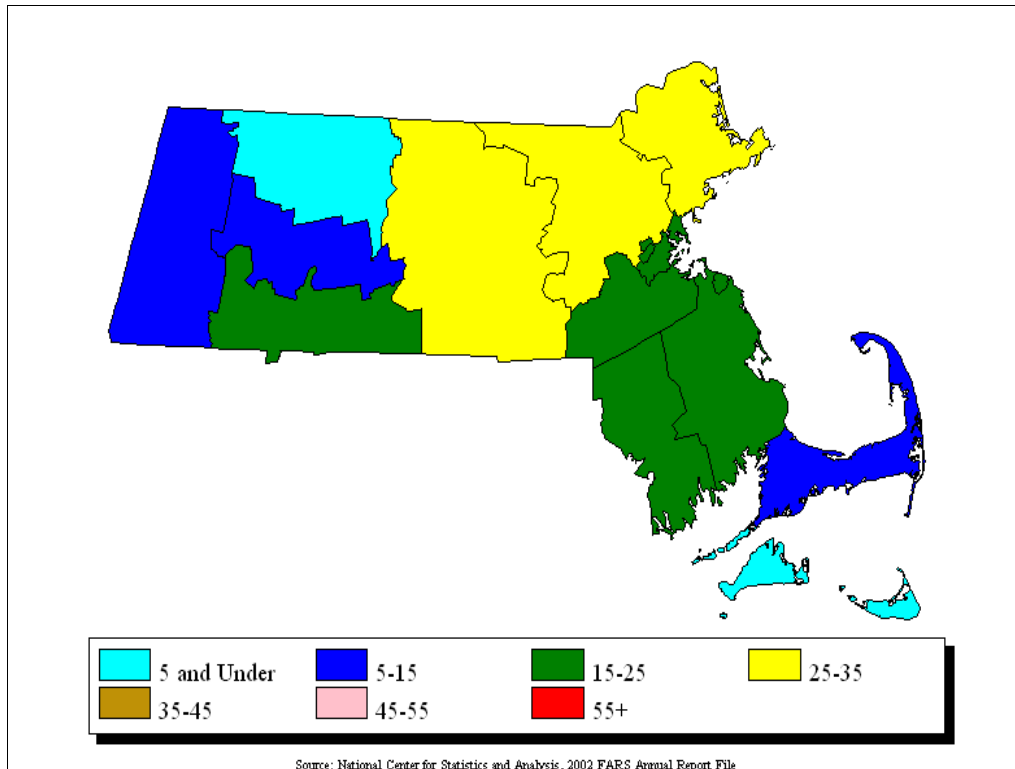 5 and Under 5-15 15-25 25-35
35-45 45-55 55+
Source: National Center for Statistics and Analysis, 2002 FARS Annual Report File